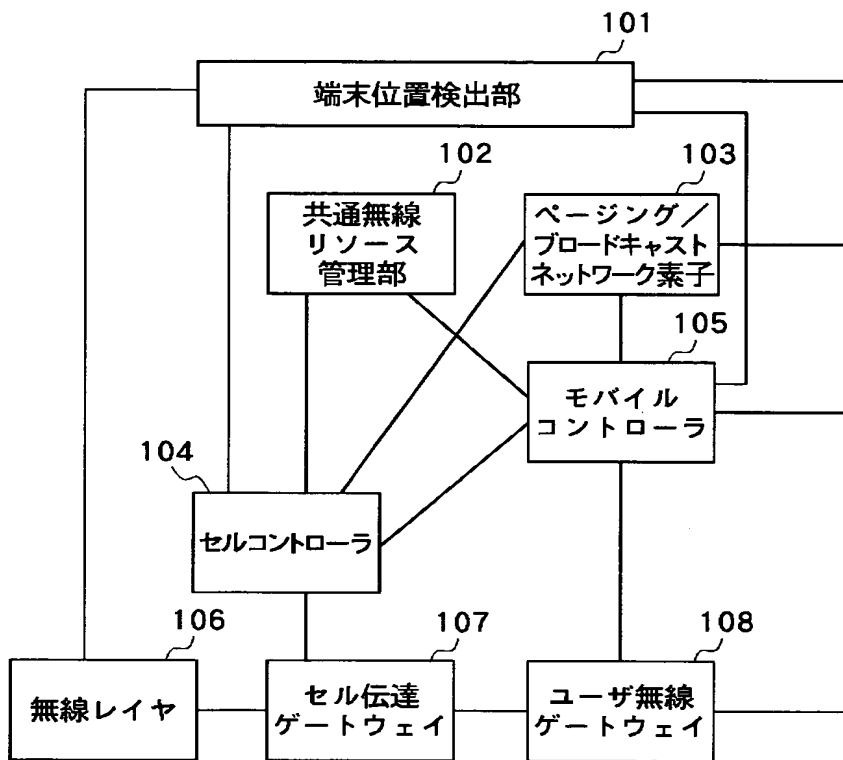 101
端末位置検出部
102
共通無線
リソース
管理部
103
ページング／
ブロードキャスト
ネットワーク素子
105
モバイル
コントローラ
104
セルコントローラ
106
無線レイヤ
107
セル伝達
ゲートウェイ
108
ユーザ無線
ゲートウェイ